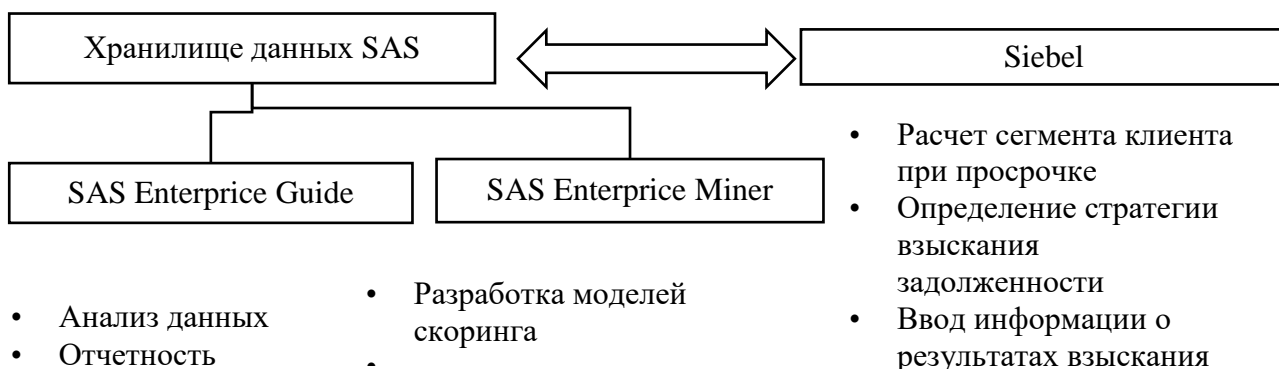 Хранилище данных SAS
Siebel
SAS Enterprice Guide
SAS Enterprice Miner
• Анализ данных
• Отчетность
• Разработка моделей
скоринга
•
• Расчет сегмента клиента
при просрочке
• Определение стратегии
взыскания
задолженности
• Ввод информации о
результатах взыскания